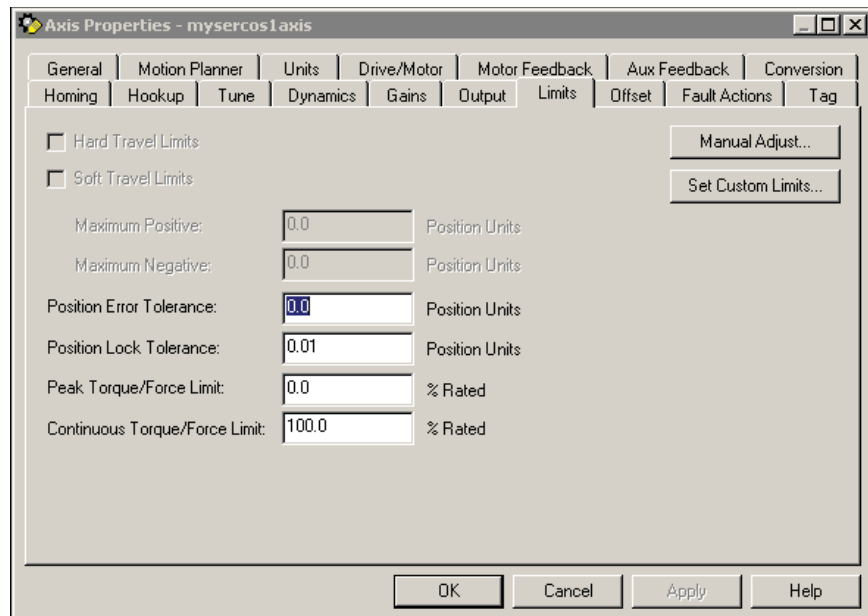 Axis Properties - mysercos1axis
General Motion Planner Units Drive/Motor Motor Feedback Aux Feedback Conversion
Homing Hookup Tune Dynamics Gains Output Limits Offset Fault Actions Tag
Hard Travel Limits
Manual Adjust...
Soft Travel Limits
Set Custom Limits...
Maximum Positive: 0.0 Position Units
Maximum Negative: 0.0 Position Units
Position Error Tolerance: 0.0 Position Units
Position Lock Tolerance: 0.01 Position Units
Peak Torque/Force Limit: 0.0 % Rated
Continuous Torque/Force Limit: 100.0 % Rated
OK Cancel Apply Help